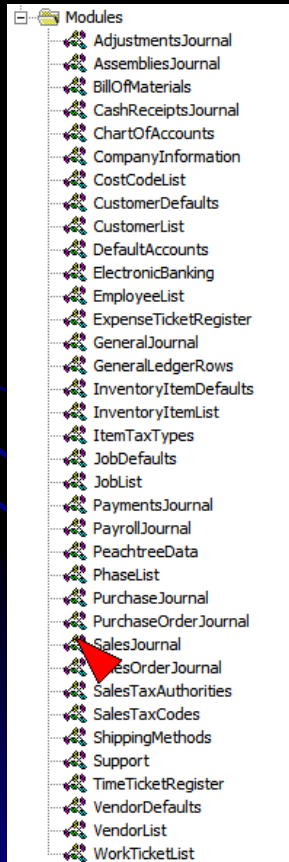 Modules
AdjustmentsJournal
AssembliesJournal
BillOfMaterials
CashReceiptsJournal
ChartOfAccounts
CompanyInformation
CostCodeList
CustomerDefaults
CustomerList
DefaultAccounts
ElectronicBanking
EmployeeList
ExpenseTicketRegister
GeneralJournal
GeneralLedgerRows
InventoryItemDefaults
InventoryItemList
ItemTaxTypes
JobDefaults
JobList
PaymentsJournal
PayrollJournal
PeachtreeData
PhaseList
PurchaseJournal
PurchaseOrderJournal
SalesJournal
SalesTaxAuthorities
SalesTaxCodes
ShippingMethods
Support
TimeTicketRegister
VendorDefaults
VendorList
WorkTicketList